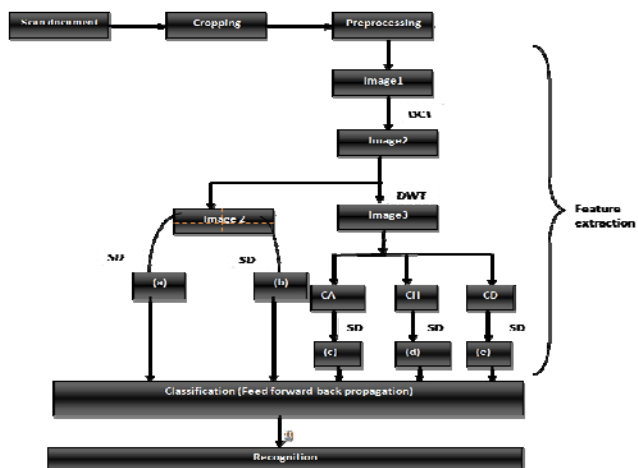 Scan document
Cropping
Preprocessing
Image1
DCT
Image2
DWT
Image 2
Image3
Feature
extraction
SD
SD
(a)
(b)
CA
CH
CD
SD
SD
SD
(c)
(d)
(e)
Classification (Feed forward back propagation)
Recognition